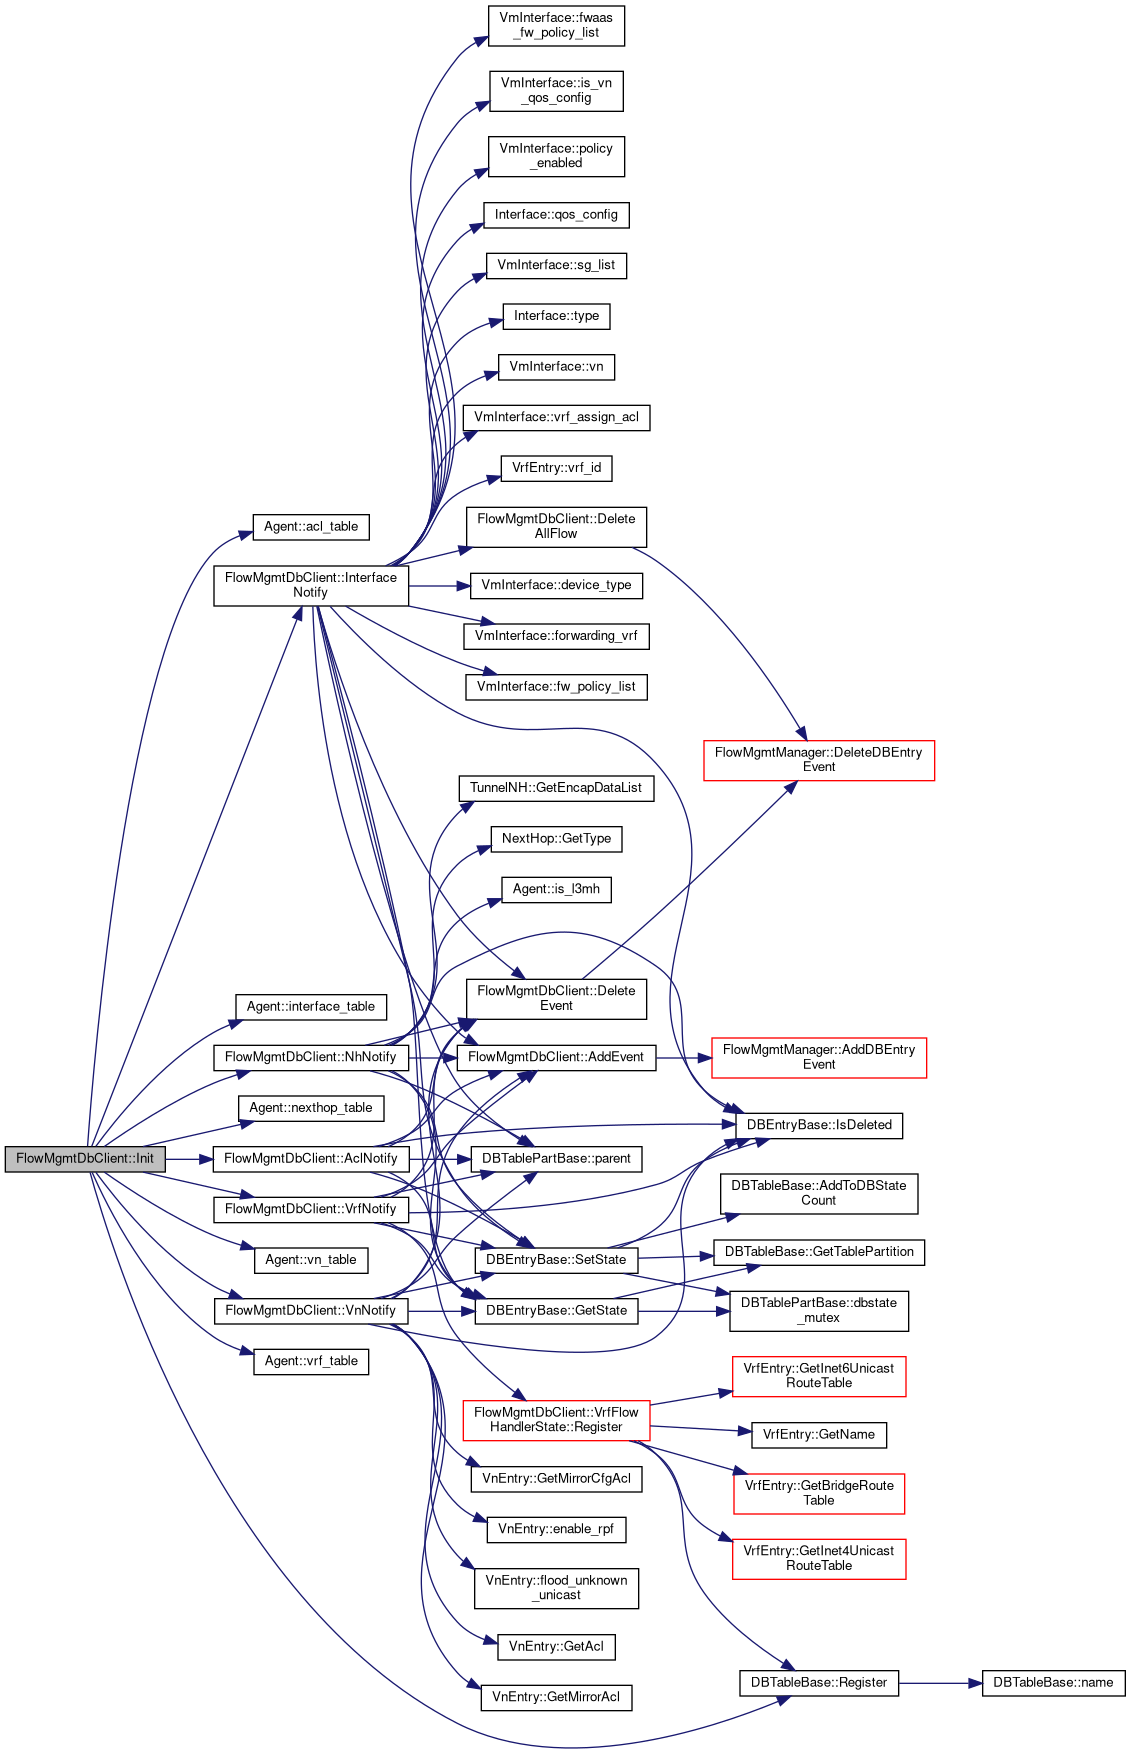 VmInterface::fwaas
_fw_policy_list
VmInterface::is_vn
_qos_config
VmInterface::policy
_enabled
Interface::qos_config
VmInterface::sg_list
Interface::type
VmInterface::vn
VmInterface::vrf_assign_acl
VrfEntry::vrf_id
FlowMgmtDbClient::Delete
AllFlow
Agent::acl_table
FlowMgmtDbClient::Interface
Notify
VmInterface::device_type
VmInterface::forwarding_vrf
VmInterface::fw_policy_list
FlowMgmtManager::DeleteDBEntry
Event
TunnelNH::GetEncapDataList
NextHop::GetType
Agent::is_l3mh
FlowMgmtDbClient::Delete
Event
Agent::interface_table
FlowMgmtDbClient::NhNotify
FlowMgmtDbClient::AddEvent
FlowMgmtManager::AddDBEntry
Event
Agent::nexthop_table
DBEntryBase::IsDeleted
FlowMgmtDbClient::Init
FlowMgmtDbClient::AclNotify
DBTablePartBase::parent
DBTableBase::AddToDBState
Count
FlowMgmtDbClient::VrfNotify
Agent::vn_table
DBEntryBase::SetState
DBTableBase::GetTablePartition
FlowMgmtDbClient::VnNotify
DBEntryBase::GetState
DBTablePartBase::dbstate
_mutex
Agent::vrf_table
VrfEntry::GetInet6Unicast
RouteTable
FlowMgmtDbClient::VrfFlow
HandlerState::Register
VrfEntry::GetName
VnEntry::GetMirrorCfgAcl
VrfEntry::GetBridgeRoute
Table
VnEntry::enable_rpf
VrfEntry::GetInet4Unicast
RouteTable
VnEntry::flood_unknown
_unicast
VnEntry::GetAcl
DBTableBase::Register
DBTableBase::name
VnEntry::GetMirrorAcl